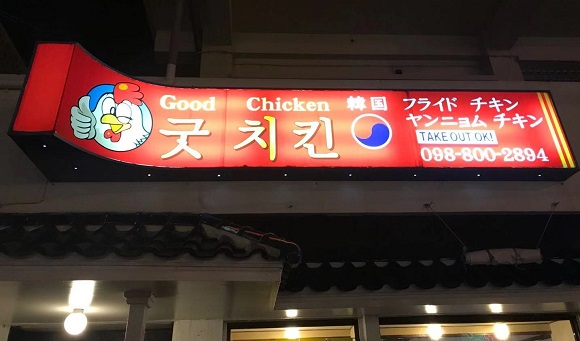 Good Chicken 韓国
굿 치킨
フライド チキン
ヤンニョム チキン
TAKE OUT OK!
098-800-2894